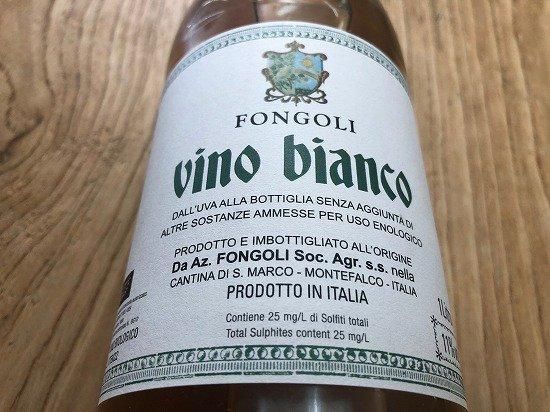 FONGOLI
vino bianco
DALL'UVA ALLA BOTTIGLIA SENZA AGGIUNTA DI
ALTRE SOSTANZE AMMESSE PER USO ENOLOGICO
PRODOTTO E IMBOTTIGLIATO ALL'ORIGINE
Da Az. FONGOLI Soc. Agr. s.s. nella
CANTINA DI S. MARCO - MONTEFALCO - ITALIA
PRODOTTO IN ITALIA
Contiene 25 mg/L di Solfiti totali
Total Sulphites content 25 mg/L